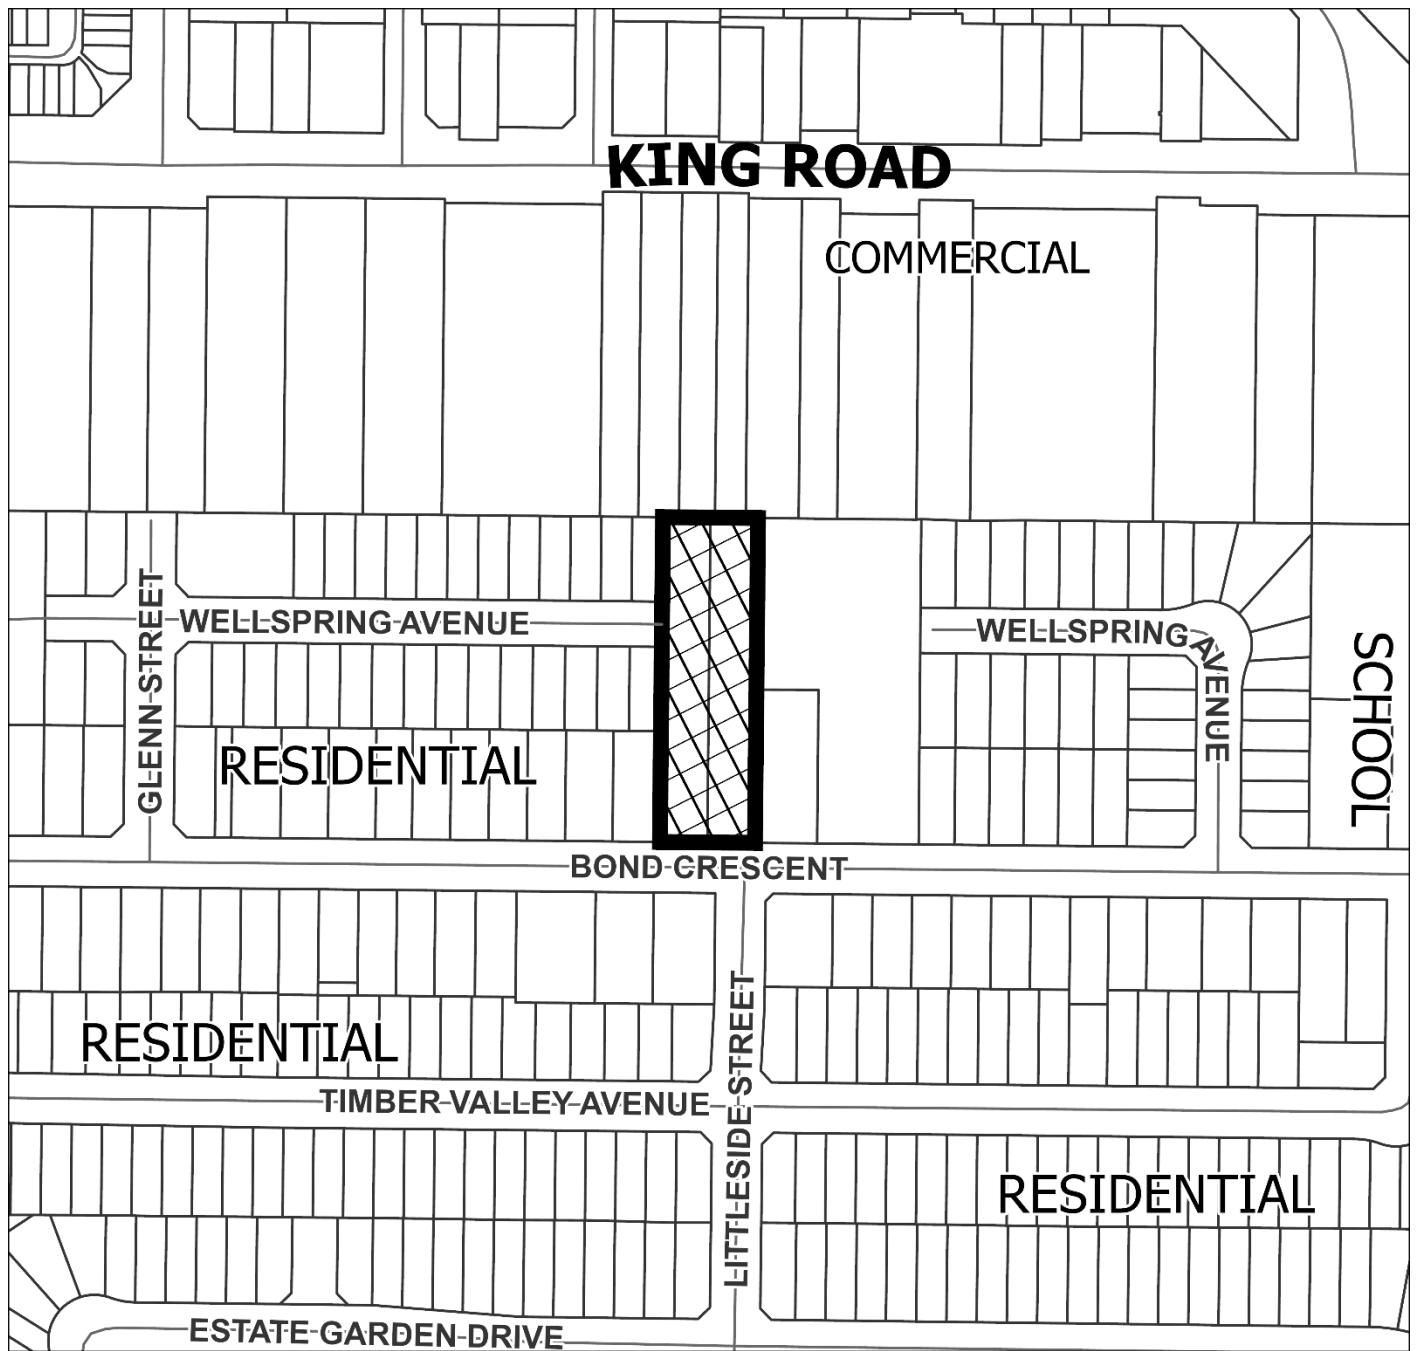 KING ROAD
COMMERCIAL
GLENN STREET
WELLSPRING AVENUE
WELLSPRING AVENUE
SCHOOL
RESIDENTIAL
BOND CRESCENT
LITTLESIDE STREET
RESIDENTIAL
TIMBER VALLEY AVENUE
RESIDENTIAL
ESTATE GARDEN DRIVE